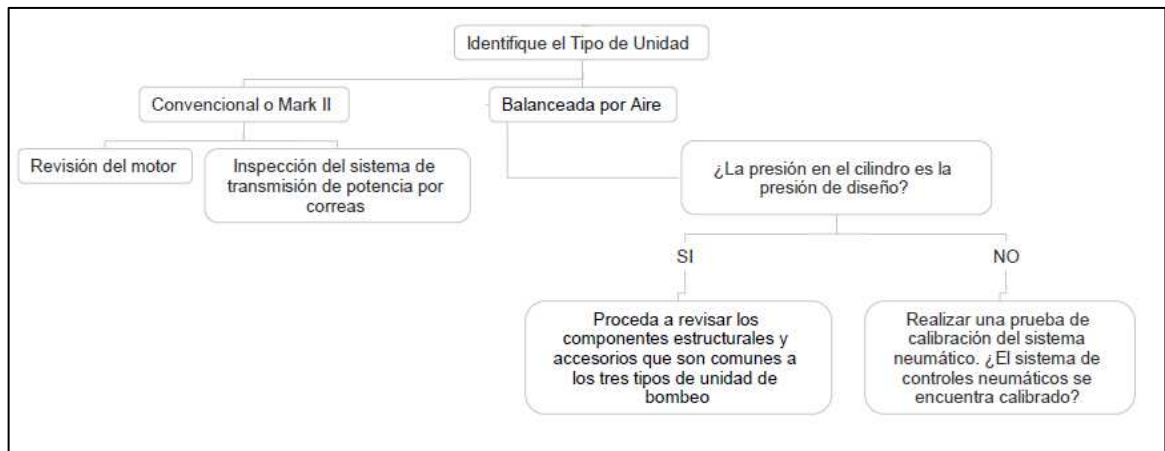 Identifique el Tipo de Unidad
Convencional o Mark II
Balanceada por Aire
Revisión del motor
Inspección del sistema de
transmisión de potencia por
correas
¿La presión en el cilindro es la
presión de diseño?
SI
NO
Proceda a revisar los
componentes estructurales y
accesorios que son comunes a
los tres tipos de unidad de
bombeo
Realizar una prueba de
calibración del sistema
neumático. ¿El sistema de
controles neumáticos se
encuentra calibrado?